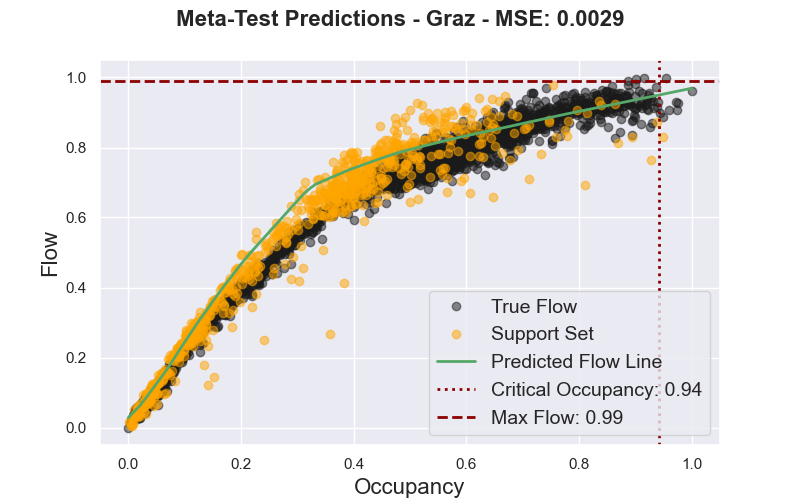 Meta-Test Predictions - Graz - MSE: 0.0029
1.0
0.8
0.6
0.4
0.2
0.0
Flow
True Flow
Support Set
Predicted Flow Line
Critical Occupancy: 0.94
Max Flow: 0.99
0.0 0.2 0.4 0.6 0.8 1.0
Occupancy